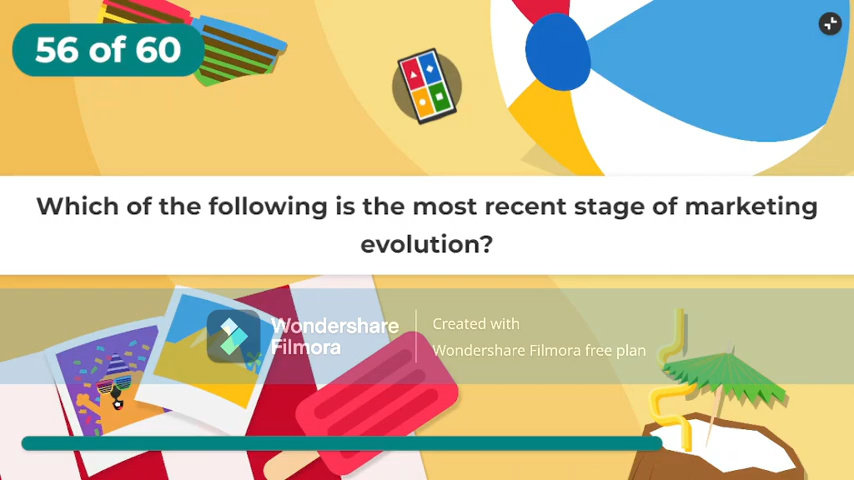 56 of 60
Which of the following is the most recent stage of marketing
evolution?
Wondershare
Filmora
Created with
Wondershare Filmora free plan